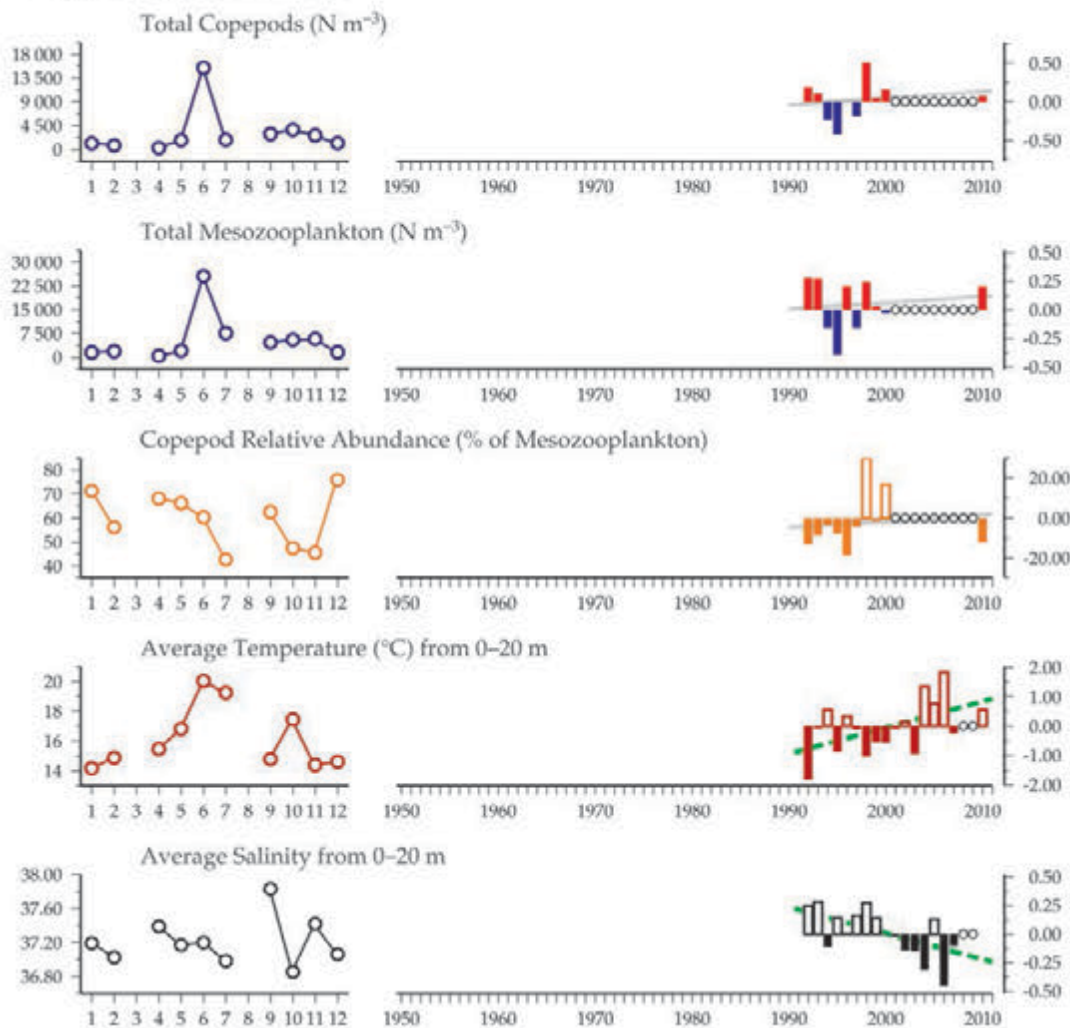 Total Copepods (N m⁻³)
18 000
13 500
9 000
4 500
0
0.50
0.00
-0.50
1 2 3 4 5 6 7 8 9 10 11 12
1950 1960 1970 1980 1990 2000 2010
Total Mesozooplankton (N m⁻³)
30 000
22 500
15 000
7 500
0
0.50
0.25
0.00
-0.25
-0.50
1 2 3 4 5 6 7 8 9 10 11 12
1950 1960 1970 1980 1990 2000 2010
Copepod Relative Abundance (% of Mesozooplankton)
80
70
60
50
40
20.00
0.00
-20.00
1 2 3 4 5 6 7 8 9 10 11 12
1950 1960 1970 1980 1990 2000 2010
Average Temperature (°C) from 0–20 m
20
18
16
14
2.00
1.00
0.00
-1.00
-2.00
1 2 3 4 5 6 7 8 9 10 11 12
1950 1960 1970 1980 1990 2000 2010
Average Salinity from 0–20 m
38.00
37.60
37.20
36.80
0.50
0.25
0.00
-0.25
-0.50
1 2 3 4 5 6 7 8 9 10 11 12
1950 1960 1970 1980 1990 2000 2010